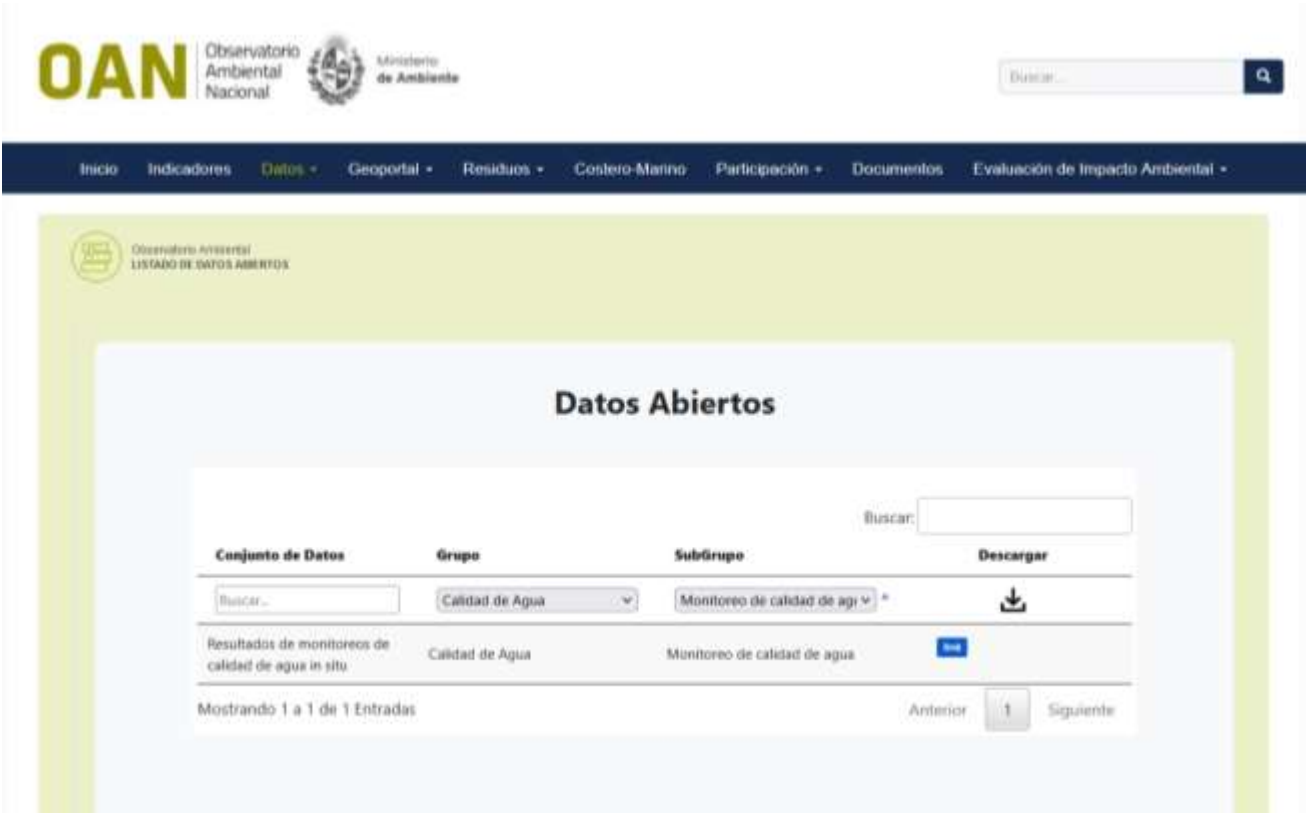 OAN
Observatorio
Ambiental
Nacional
Ministerio
de Ambiente
Buscar...
Inicio Indicadores Datos Geoportal Residuos Costero-Marino Participación Documentos Evaluación de Impacto Ambiental
Observatorio Ambiental
LISTADO DE DATOS ABIERTOS
Datos Abiertos
Buscar:
Conjunto de Datos Grupo SubGrupo Descargar
Buscar... Calidad de Agua Monitoreo de calidad de agu *
Resultados de monitoreos de
calidad de agua in situ
Calidad de Agua Monitoreo de calidad de agua link
Mostrando 1 a 1 de 1 Entradas Anterior 1 Siguiente